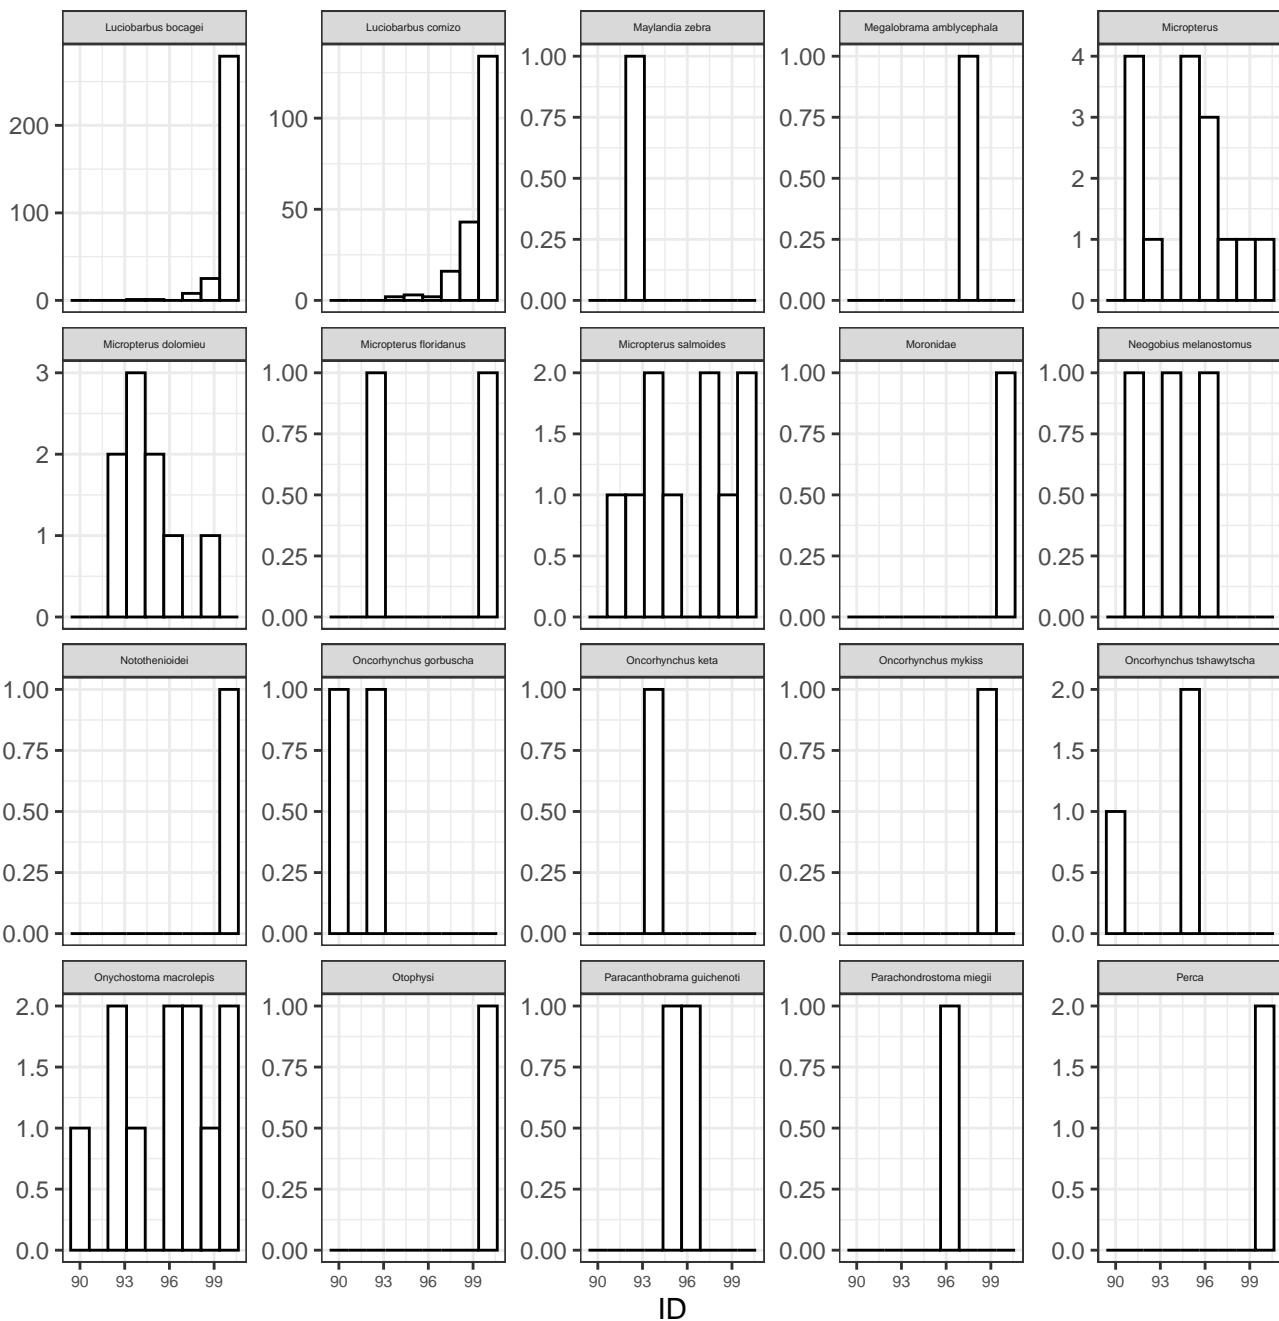 Luciobarbus bocagei Luciobarbus comizo Maylandia zebra Megalobrama amblycephala Micropterus
0 100 200
0 50 100
0.00 0.25 0.50 0.75 1.00
0.00 0.25 0.50 0.75 1.00
0 1 2 3 4
Micropterus dolomieu Micropterus floridanus Micropterus salmoides Moronidae Neogobius melanostomus
0 1 2 3
0.00 0.25 0.50 0.75 1.00
0.0 0.5 1.0 1.5 2.0
0.00 0.25 0.50 0.75 1.00
0.00 0.25 0.50 0.75 1.00
Notothenioidei Oncorhynchus gorbuscha Oncorhynchus keta Oncorhynchus mykiss Oncorhynchus tshawytscha
0.00 0.25 0.50 0.75 1.00
0.00 0.25 0.50 0.75 1.00
0.00 0.25 0.50 0.75 1.00
0.00 0.25 0.50 0.75 1.00
0.0 0.5 1.0 1.5 2.0
Onychostoma macrolepis Otophysi Paracanthobrama guichenoti Parachondrostoma miegii Perca
0.0 0.5 1.0 1.5 2.0
0.00 0.25 0.50 0.75 1.00
0.00 0.25 0.50 0.75 1.00
0.00 0.25 0.50 0.75 1.00
0.0 0.5 1.0 1.5 2.0
90 93 96 99 90 93 96 99 90 93 96 99 90 93 96 99 90 93 96 99
ID